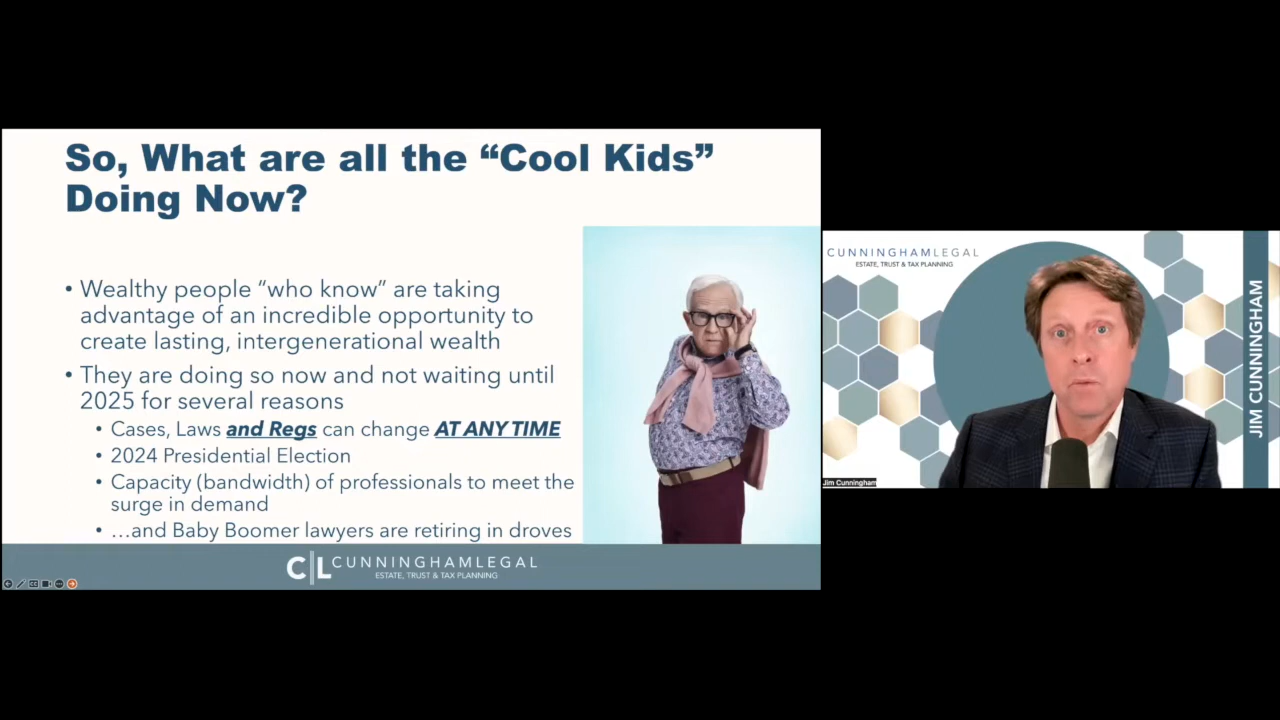 So, What are all the “Cool Kids”
Doing Now?
• Wealthy people “who know” are taking
advantage of an incredible opportunity to
create lasting, intergenerational wealth
• They are doing so now and not waiting until
2025 for several reasons
• Cases, Laws and Regs can change AT ANY TIME
• 2024 Presidential Election
• Capacity (bandwidth) of professionals to meet the
surge in demand
• …and Baby Boomer lawyers are retiring in droves
CL CUNNINGHAMLEGAL
ESTATE, TRUST & TAX PLANNING
CUNNINGHAMLEGAL
ESTATE, TRUST & TAX PLANNING
JIM CUNNINGHAM
Jim Cunningham